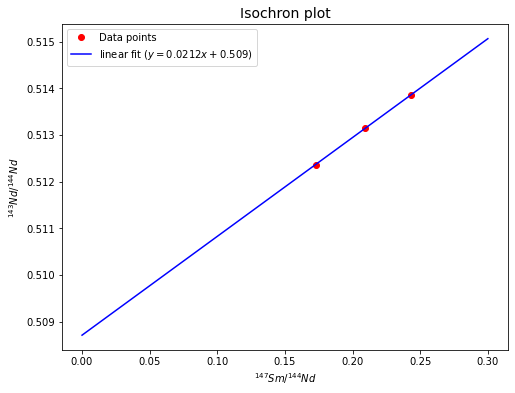 Isochron plot
Data points
linear fit (y = 0.0212x + 0.509)
0.515
0.514
0.513
0.512
0.511
0.510
0.509
¹⁴³Nd/¹⁴⁴Nd
0.00 0.05 0.10 0.15 0.20 0.25 0.30
¹⁴⁷Sm/¹⁴⁴Nd